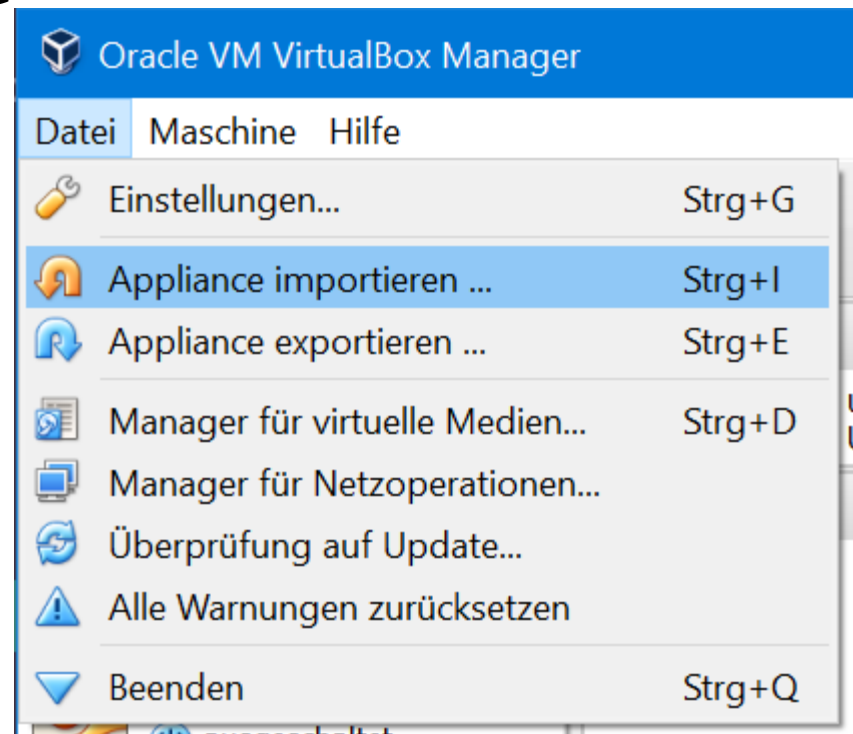 Oracle VM VirtualBox Manager
Datei Maschine Hilfe
Einstellungen... Strg+G
Appliance importieren ... Strg+I
Appliance exportieren ... Strg+E
Manager für virtuelle Medien... Strg+D
Manager für Netzoperationen...
Überprüfung auf Update...
Alle Warnungen zurücksetzen
Beenden Strg+Q